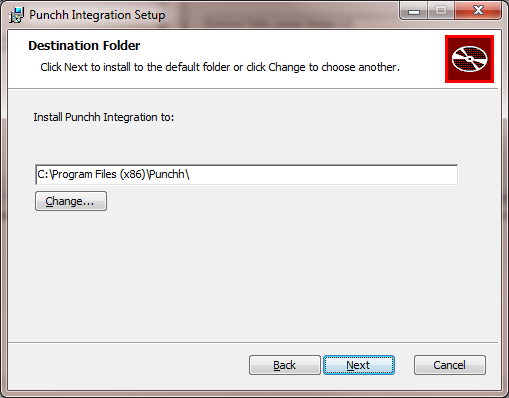 Punchh Integration Setup
Destination Folder
Click Next to install to the default folder or click Change to choose another.
Install Punchh Integration to:
C:\Program Files (x86)\Punchh\
Change...
Back Next Cancel